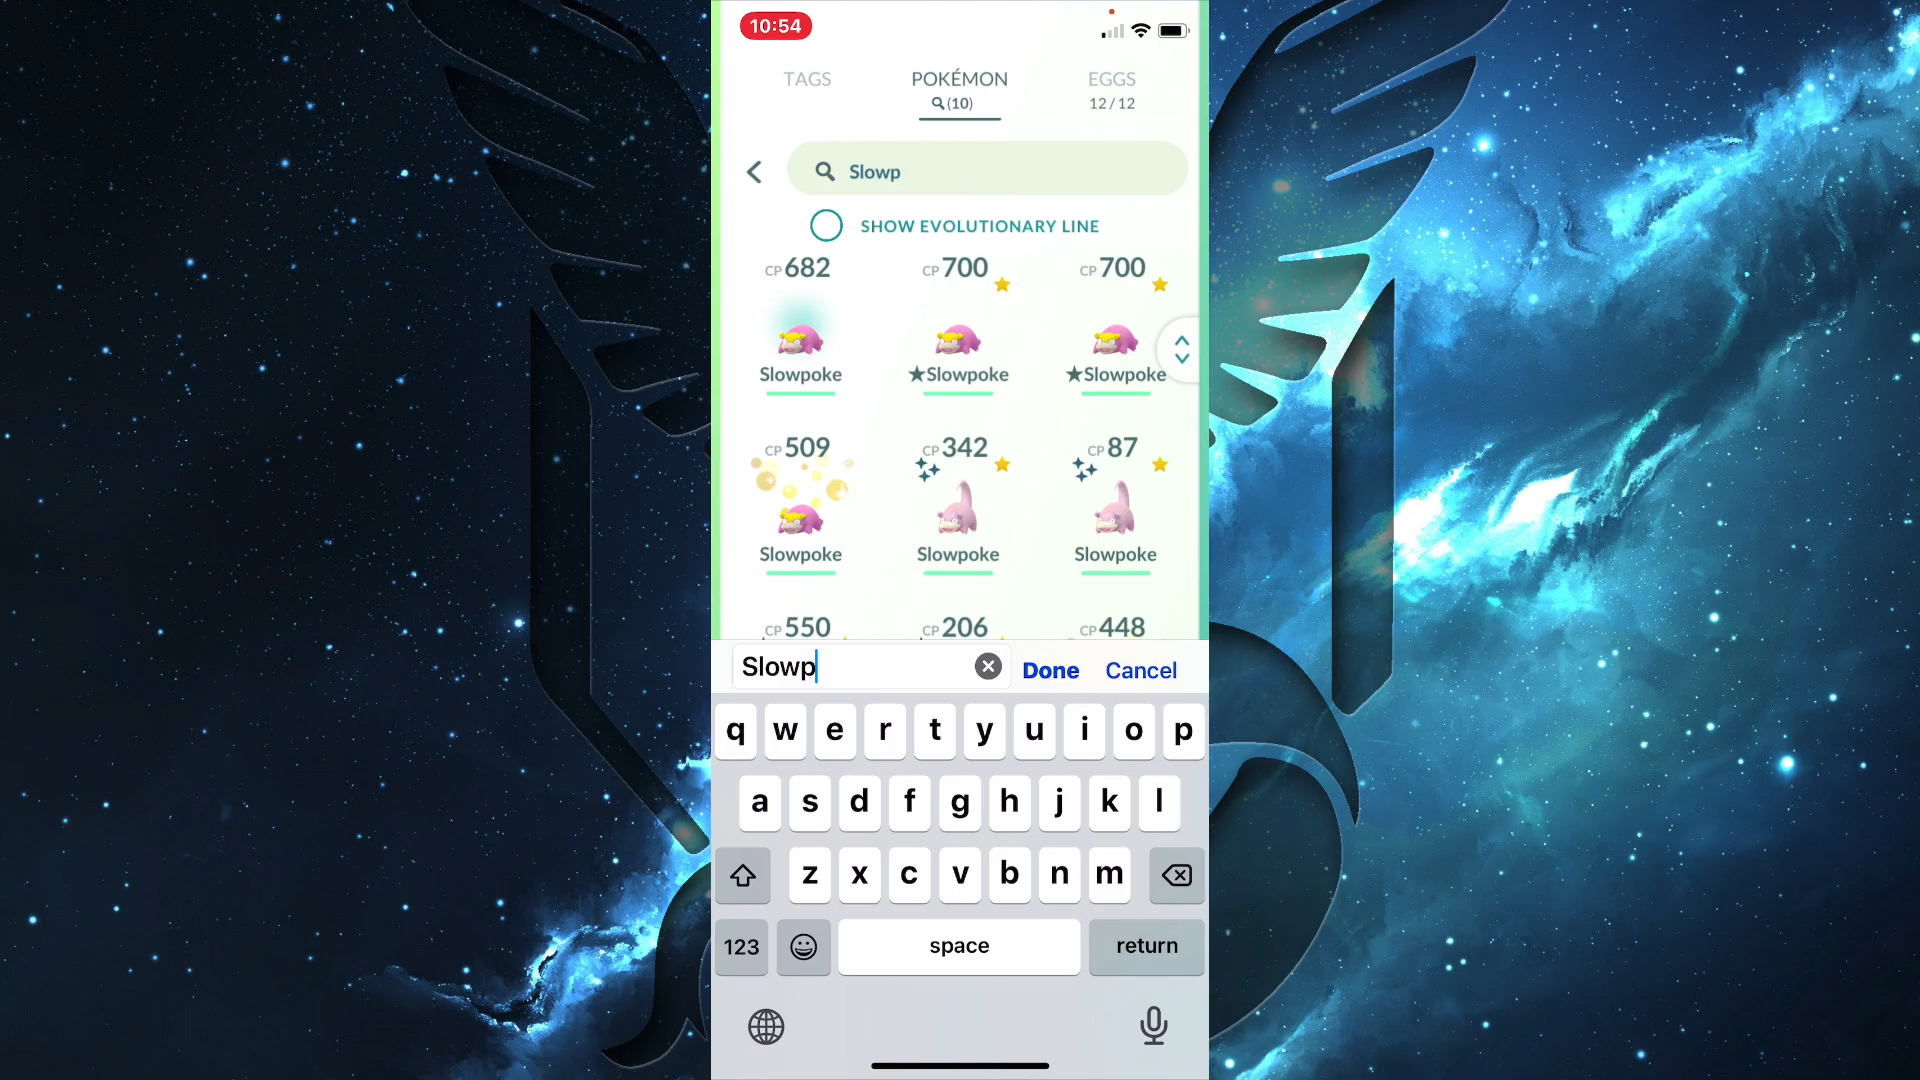 10:54
TAGS
POKÉMON
(10)
EGGS
12 / 12
Slowp
SHOW EVOLUTIONARY LINE
CP 682
CP 700
CP 700
Slowpoke
★Slowpoke
★Slowpoke
CP 509
CP 342
CP 87
Slowpoke
Slowpoke
Slowpoke
CP 550
CP 206
CP 448
Slowp
Done
Cancel
q w e r t y u i o p
a s d f g h j k l
z x c v b n m
123
space
return